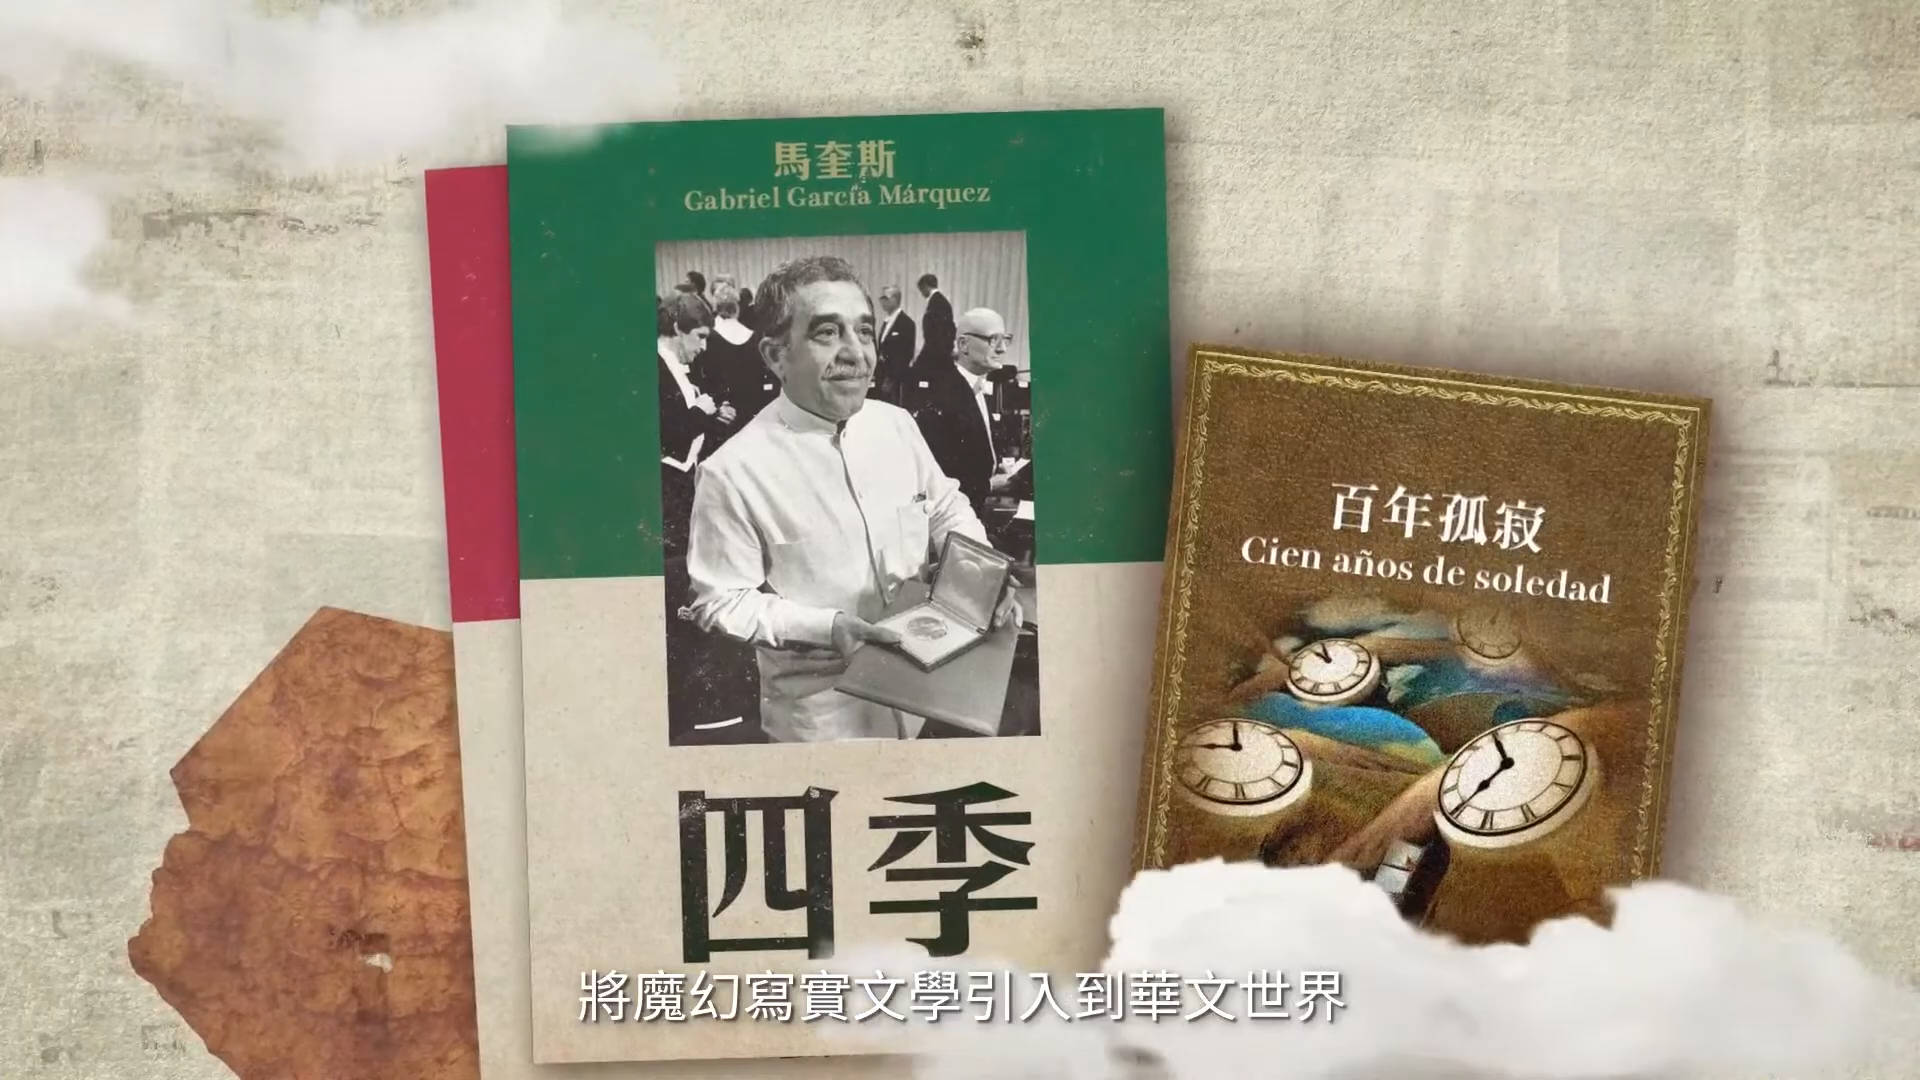 馬奎斯
Gabriel García Márquez
四季
百年孤寂
Cien años de soledad
將魔幻寫實文學引入到華文世界